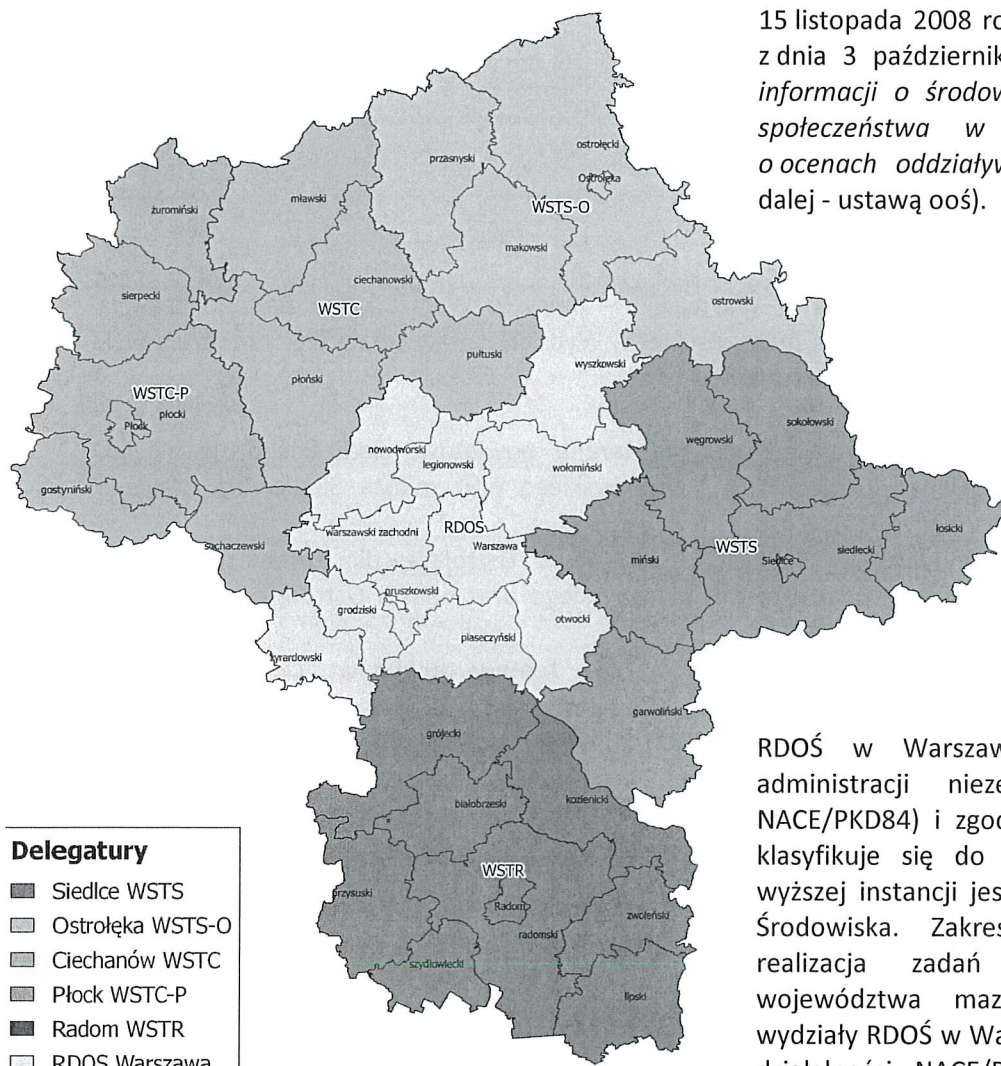 15 listopada 2008 ro
z dnia 3 październik
informacji o środow
społeczeństwa w
o ocenach oddziaływ
dalej - ustawą ooś).
ostrołęcki
przasnyski
Ostrołęka
mławski
żuromiński
WSTS-O
makowski
ciechanowski
sierpecki
ostrowski
WSTC
pułtuski
wyszkowski
płoński
WSTC-P
płocki
Płock
sokołowski
węgrowski
nowodworski
legionowski
wołomiński
gostyniński
łosicki
sochaczewski
RDOS
warszawski zachodni
Warszawa
WSTS
siedlecki
miński
Siedlce
pruszkowski
grodziski
otwocki
piaseczyński
żyrardowski
garwoliński
grójecki
RDOŚ w Warszaw
administracji nieze
białobrzeski
kozienicki
NACE/PKD84) i zgod
klasyfikuje się do
wyższej instancji jes
Środowiska. Zakres
realizacja zadań
województwa maz
wydziały RDOŚ w Wa
WSTR
przysuski
Radom
zwoleński
radomski
szydłowiecki
lipski
Delegatury
Siedlce WSTS
Ostrołęka WSTS-O
Ciechanów WSTC
Płock WSTC-P
Radom WSTR
RDOS Warszawa